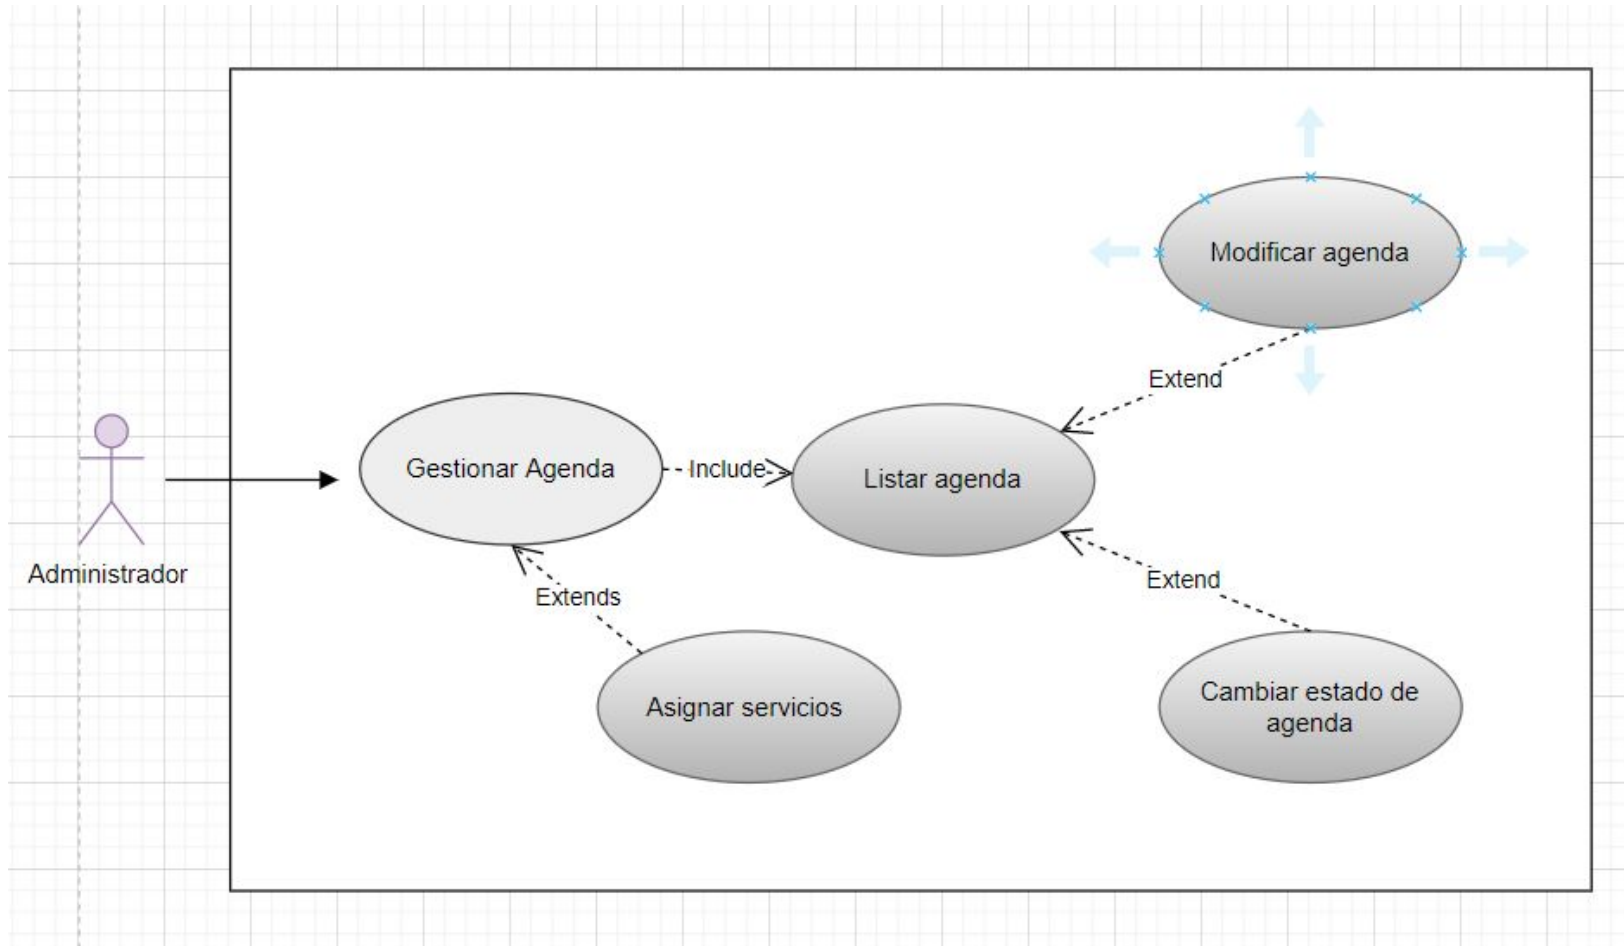 Modificar agenda
Extend
Gestionar Agenda
Include
Listar agenda
Administrador
Extends
Extend
Asignar servicios
Cambiar estado de
agenda